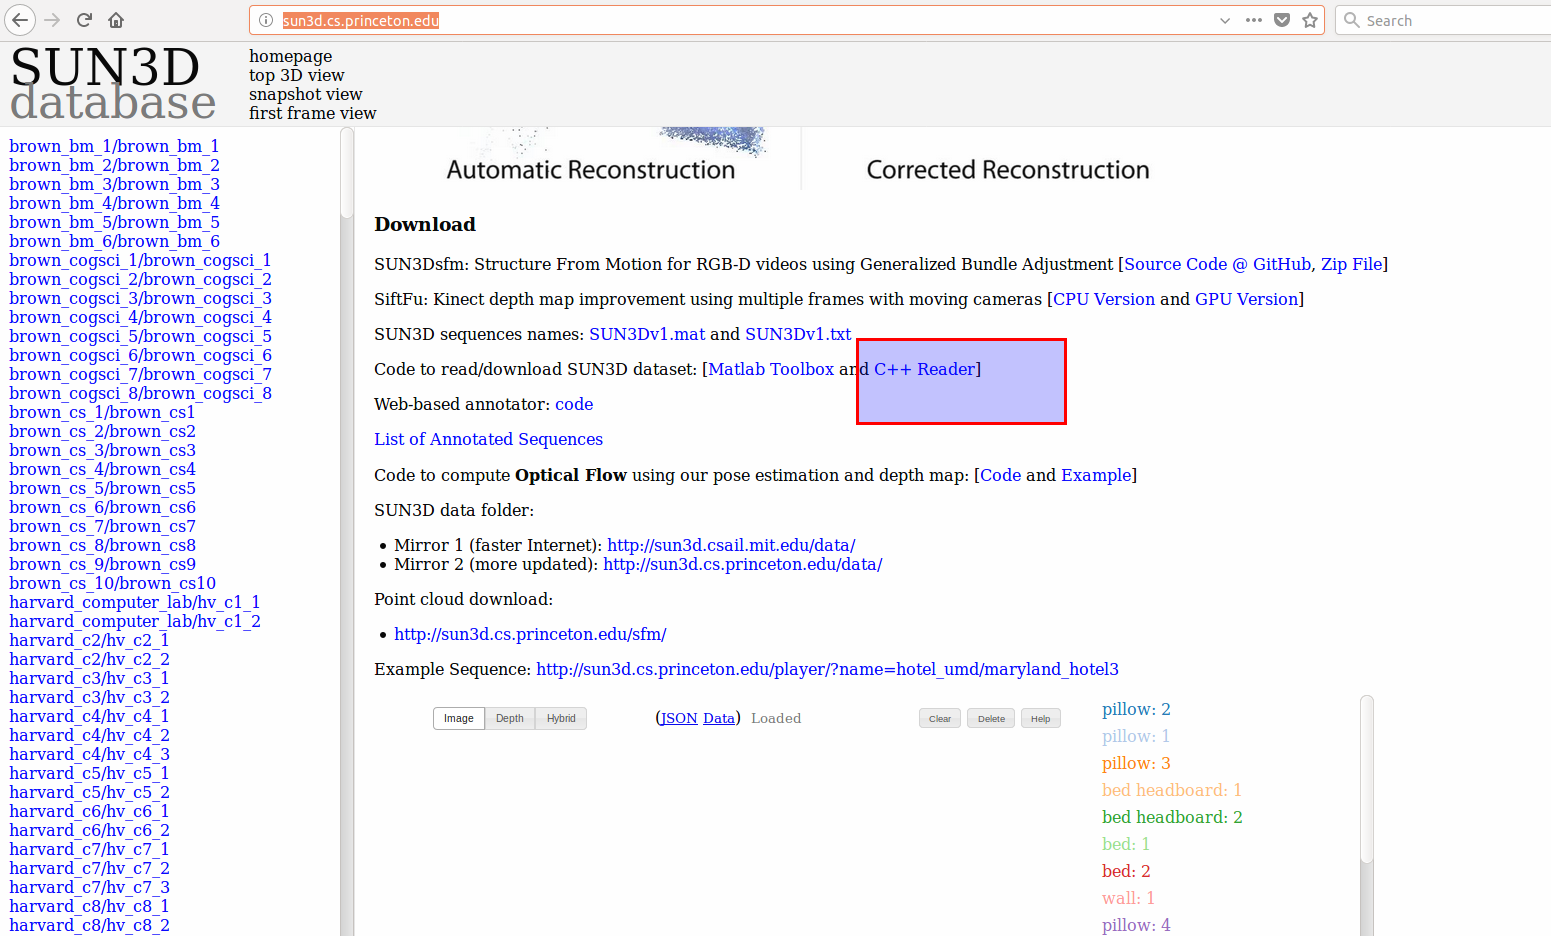 sun3d.cs.princeton.edu
Search
SUN3D
database
homepage
top 3D view
snapshot view
first frame view
brown_bm_1/brown_bm_1
brown_bm_2/brown_bm_2
brown_bm_3/brown_bm_3
brown_bm_4/brown_bm_4
brown_bm_5/brown_bm_5
brown_bm_6/brown_bm_6
brown_cogsci_1/brown_cogsci_1
brown_cogsci_2/brown_cogsci_2
brown_cogsci_3/brown_cogsci_3
brown_cogsci_4/brown_cogsci_4
brown_cogsci_5/brown_cogsci_5
brown_cogsci_6/brown_cogsci_6
brown_cogsci_7/brown_cogsci_7
brown_cogsci_8/brown_cogsci_8
brown_cs_1/brown_cs1
brown_cs_2/brown_cs2
brown_cs_3/brown_cs3
brown_cs_4/brown_cs4
brown_cs_5/brown_cs5
brown_cs_6/brown_cs6
brown_cs_7/brown_cs7
brown_cs_8/brown_cs8
brown_cs_9/brown_cs9
brown_cs_10/brown_cs10
harvard_computer_lab/hv_c1_1
harvard_computer_lab/hv_c1_2
harvard_c2/hv_c2_1
harvard_c2/hv_c2_2
harvard_c3/hv_c3_1
harvard_c3/hv_c3_2
harvard_c4/hv_c4_1
harvard_c4/hv_c4_2
harvard_c4/hv_c4_3
harvard_c5/hv_c5_1
harvard_c5/hv_c5_2
harvard_c6/hv_c6_1
harvard_c6/hv_c6_2
harvard_c7/hv_c7_1
harvard_c7/hv_c7_2
harvard_c7/hv_c7_3
harvard_c8/hv_c8_1
harvard_c8/hv_c8_2
Automatic Reconstruction
Corrected Reconstruction
Download
SUN3Dsfm: Structure From Motion for RGB-D videos using Generalized Bundle Adjustment [Source Code @ GitHub, Zip File]
SiftFu: Kinect depth map improvement using multiple frames with moving cameras [CPU Version and GPU Version]
SUN3D sequences names: SUN3Dv1.mat and SUN3Dv1.txt
Code to read/download SUN3D dataset: [Matlab Toolbox and C++ Reader]
Web-based annotator: code
List of Annotated Sequences
Code to compute Optical Flow using our pose estimation and depth map: [Code and Example]
SUN3D data folder:
• Mirror 1 (faster Internet): http://sun3d.csail.mit.edu/data/
• Mirror 2 (more updated): http://sun3d.cs.princeton.edu/data/
Point cloud download:
• http://sun3d.cs.princeton.edu/sfm/
Example Sequence: http://sun3d.cs.princeton.edu/player/?name=hotel_umd/maryland_hotel3
Image Depth Hybrid (JSON Data) Loaded Clear Delete Help
pillow: 2
pillow: 1
pillow: 3
bed headboard: 1
bed headboard: 2
bed: 1
bed: 2
wall: 1
pillow: 4